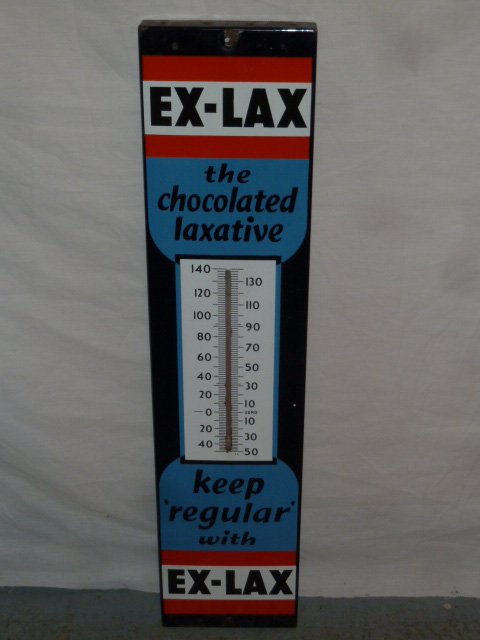 EX-LAX
the
chocolated
laxative
140
130
120
110
100
90
80
70
60
50
40
30
20
10
0 ZERO
10
20
30
40
50
keep
'regular'
with
EX-LAX